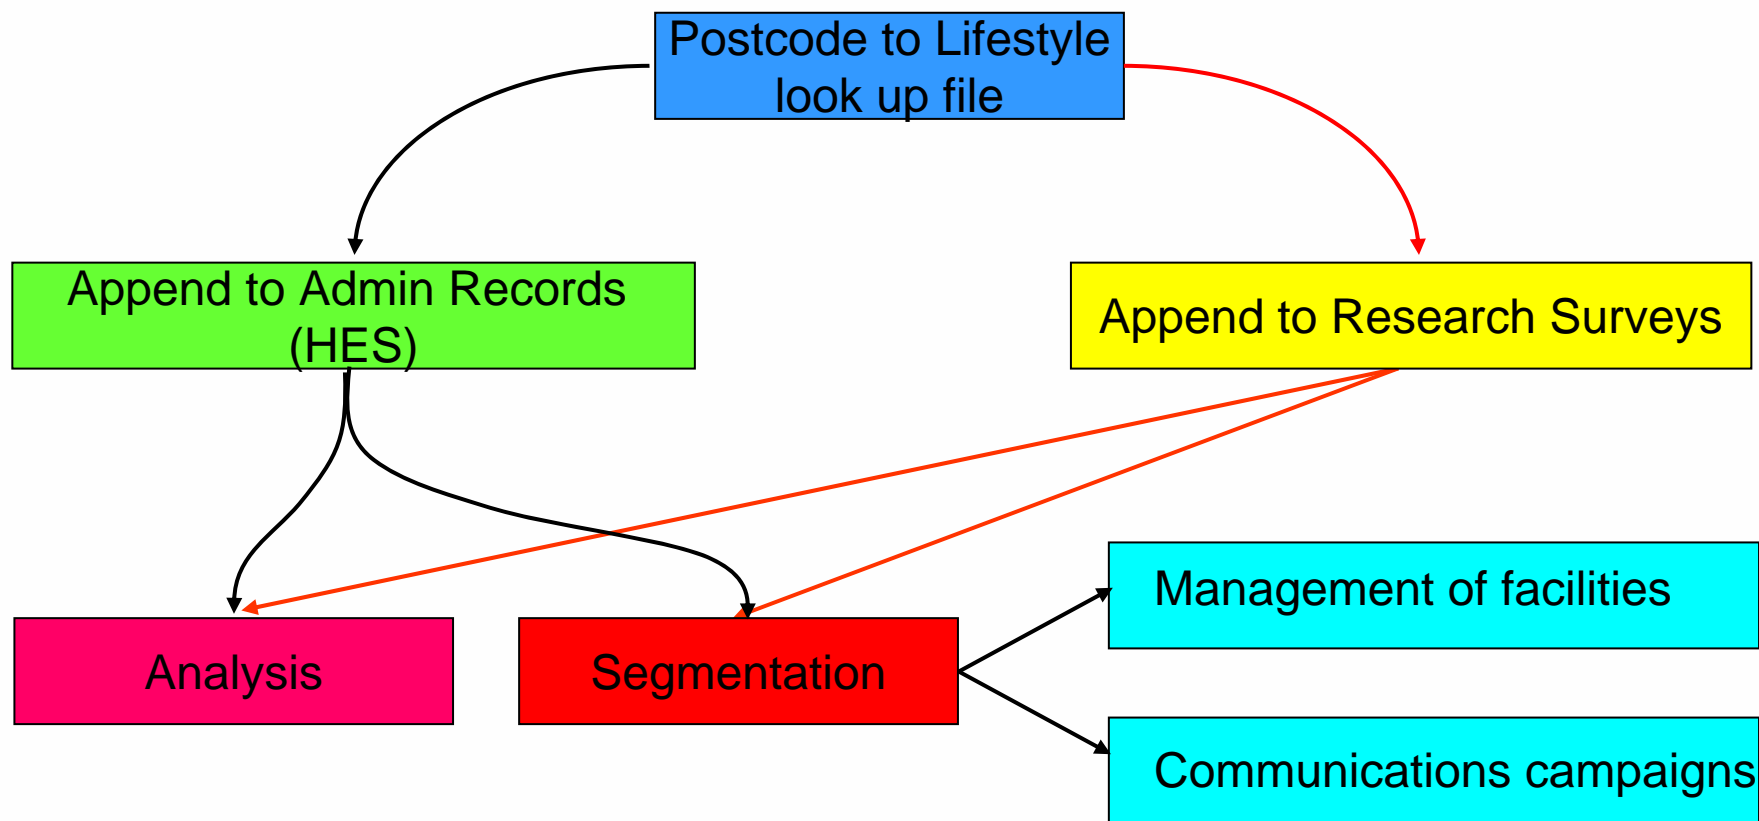 Postcode to Lifestyle
look up file
Append to Admin Records
(HES)
Append to Research Surveys
Analysis
Segmentation
Management of facilities
Communications campaigns